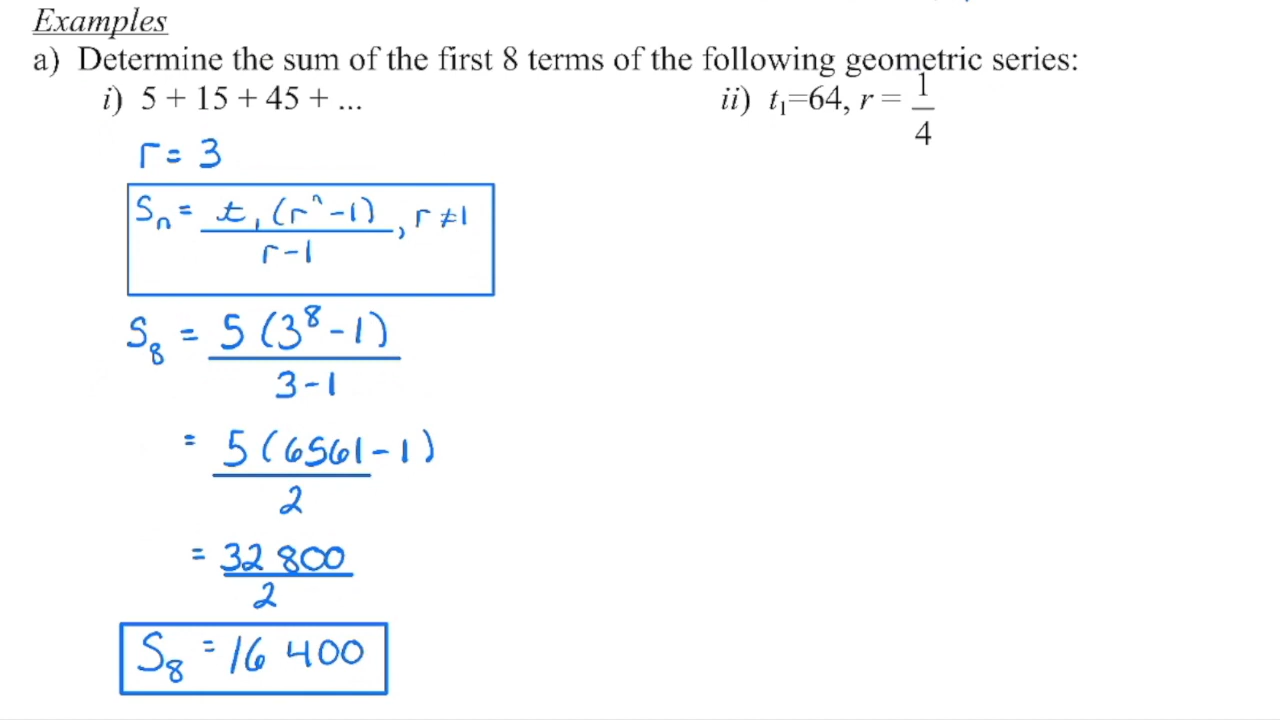 Examples
a) Determine the sum of the first 8 terms of the following geometric series:
i) 5 + 15 + 45 + ...
ii) t₁=64, r = 1/4
r = 3
Sₙ = t₁(rⁿ-1)/r-1, r≠1
S₈ = 5(3⁸-1)/3-1
= 5(6561-1)/2
= 32 800/2
S₈ = 16 400